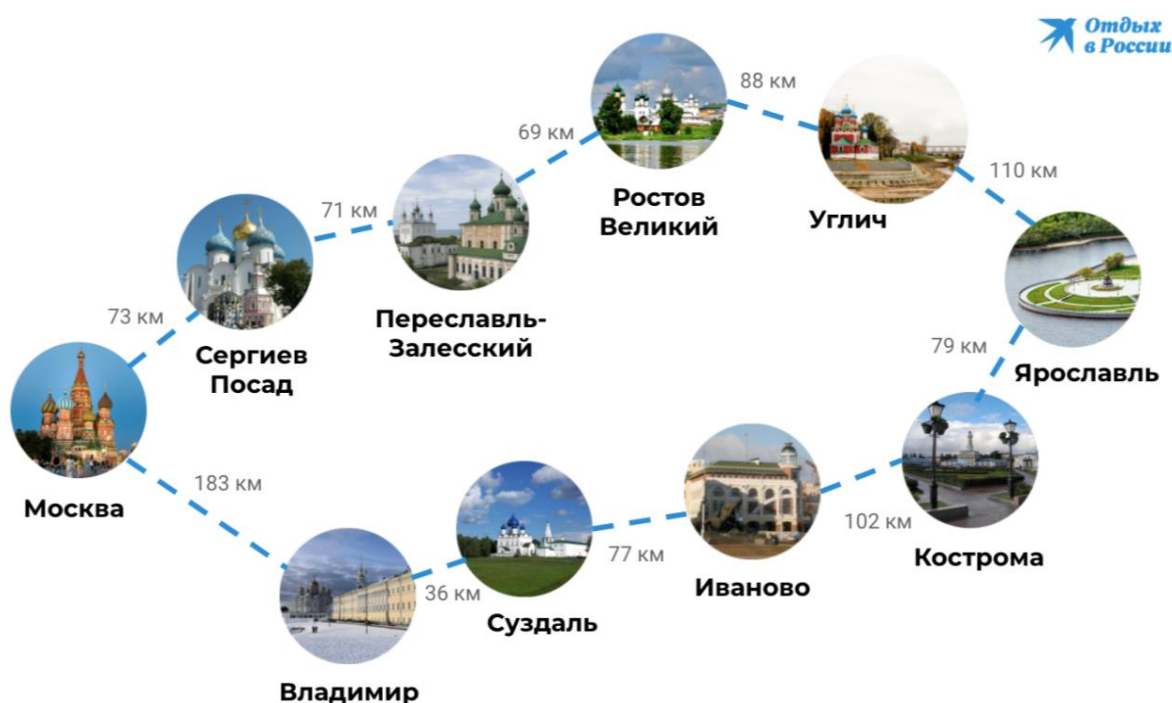 Отдых
в России
88 км
69 км
Ростов
Великий
110 км
Углич
71 км
Переславль-
Залесский
73 км
Сергиев
Посад
79 км
Ярославль
Москва
183 км
102 км
Кострома
77 км
Иваново
36 км
Суздаль
Владимир